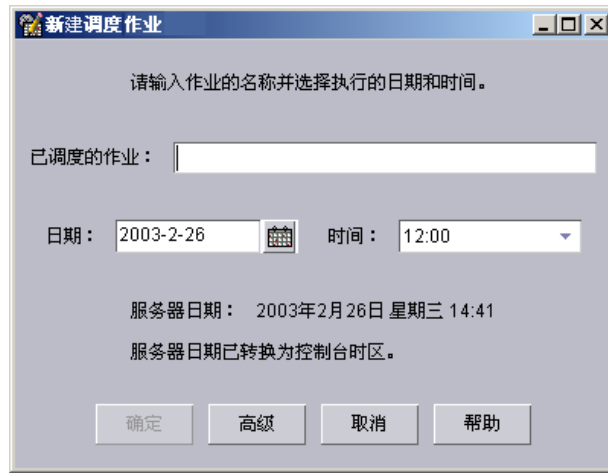 新建调度作业
请输入作业的名称并选择执行的日期和时间。
已调度的作业：
日期： 2003-2-26 时间： 12:00
服务器日期： 2003年2月26日 星期三 14:41
服务器日期已转换为控制台时区。
确定 高级 取消 帮助